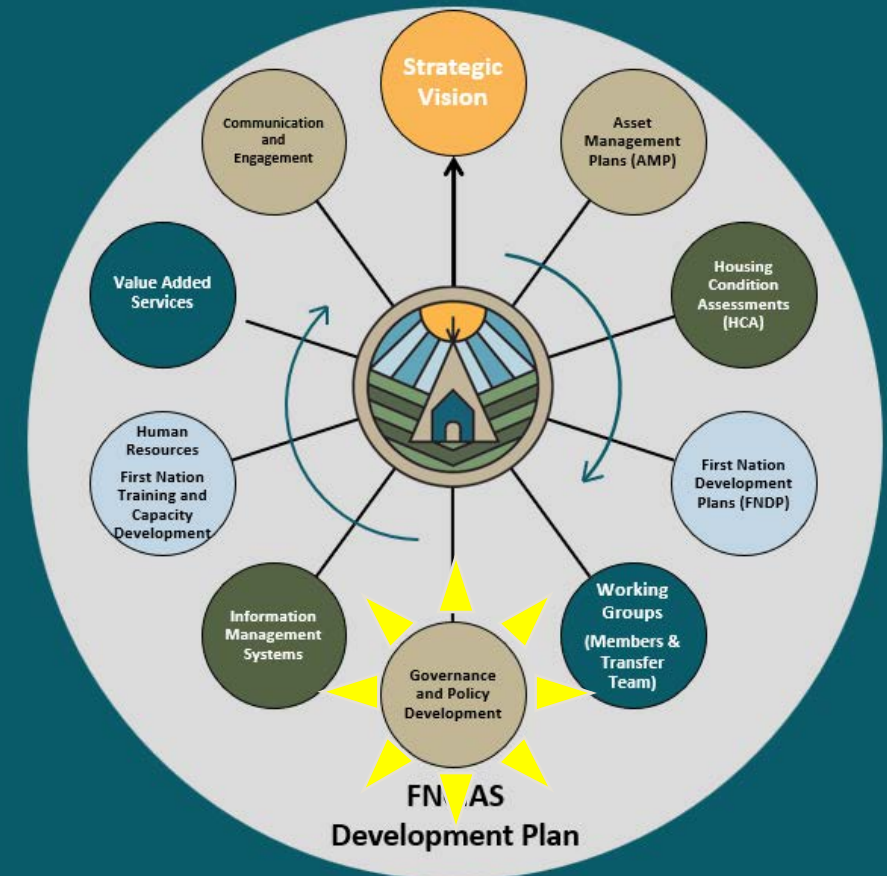 Strategic
Vision
Asset
Management
Plans (AMP)
Housing
Condition
Assessments
(HCA)
First Nation
Development
Plans (FNDP)
Working
Groups
(Members &
Transfer
Team)
Governance
and Policy
Development
Information
Management
Systems
Human
Resources
First Nation
Training and
Capacity
Development
Value Added
Services
Communication
and
Engagement
Development Plan